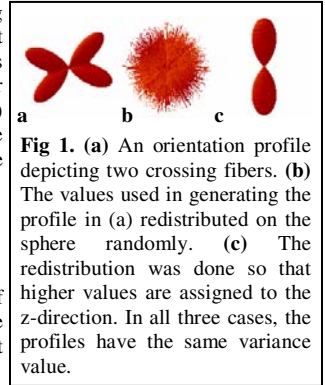 a b c
Fig 1. (a) An orientation profile
depicting two crossing fibers. (b)
The values used in generating the
profile in (a) redistributed on the
sphere randomly. (c) The
redistribution was done so that
higher values are assigned to the
z-direction. In all three cases, the
profiles have the same variance
value.